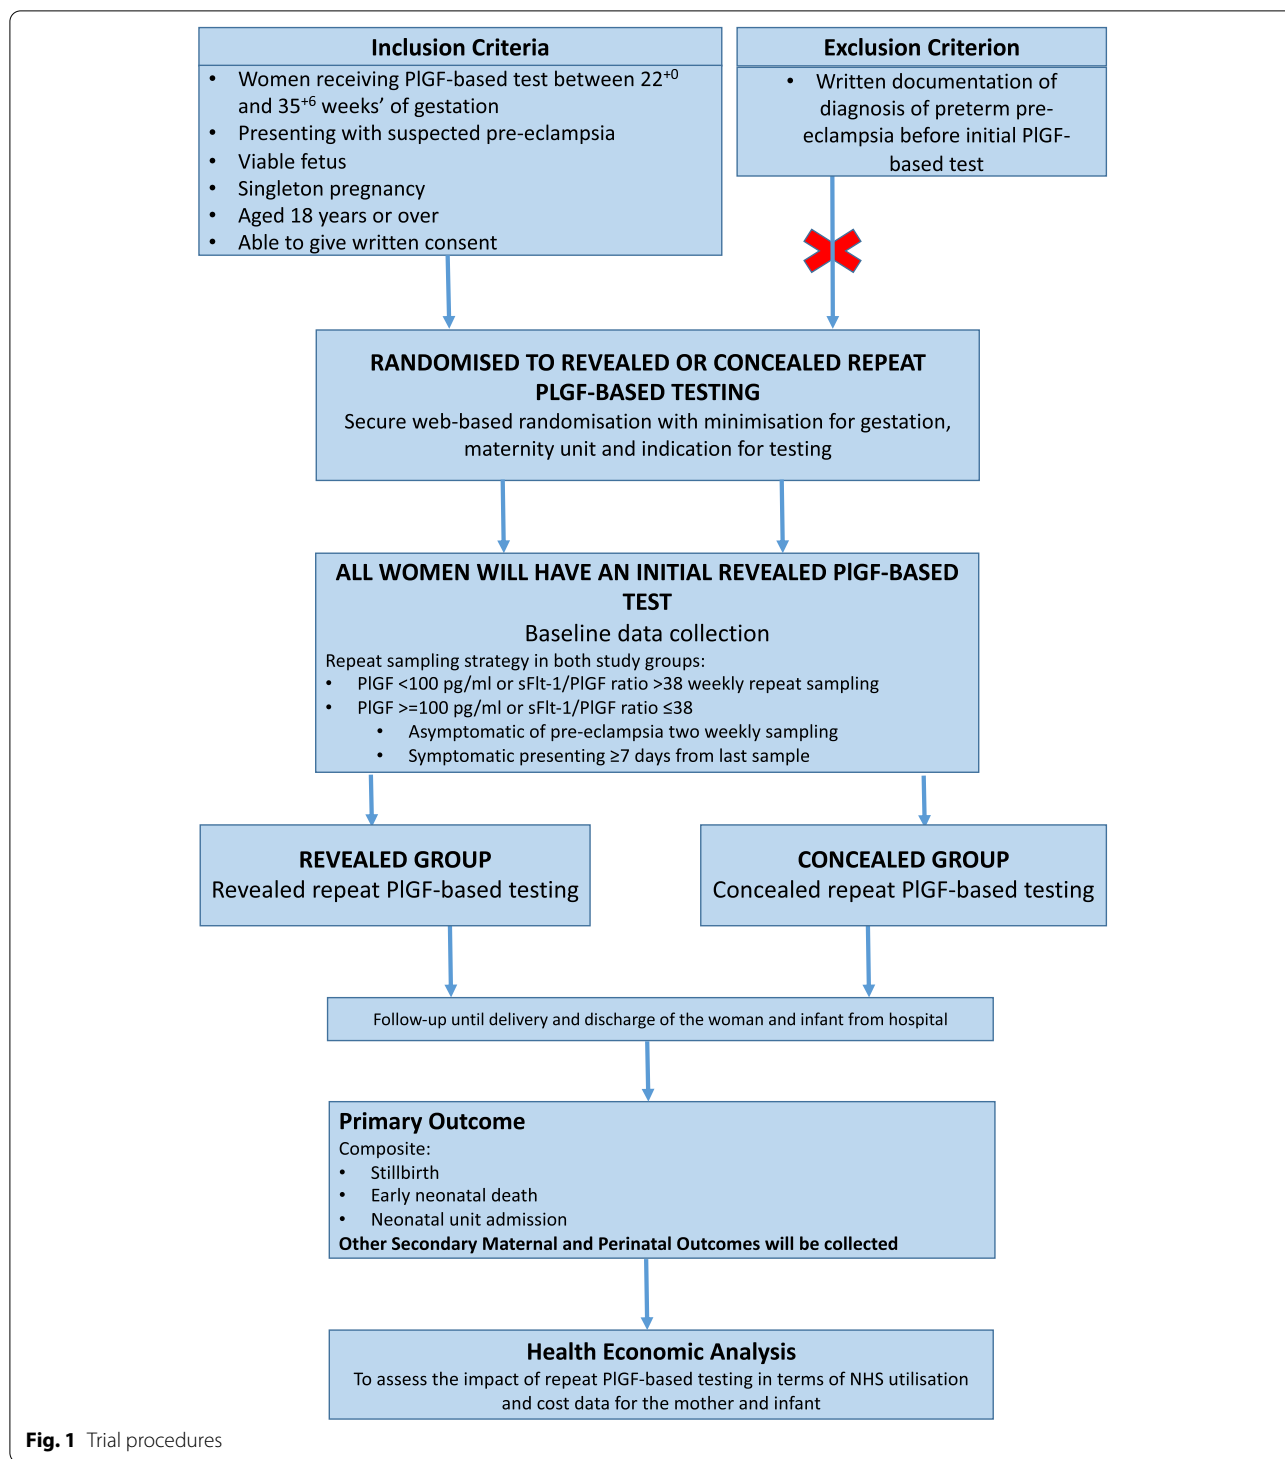 Inclusion Criteria
• Women receiving PlGF-based test between 22+0
and 35+6 weeks’ of gestation
• Presenting with suspected pre-eclampsia
• Viable fetus
• Singleton pregnancy
• Aged 18 years or over
• Able to give written consent
Exclusion Criterion
• Written documentation of
diagnosis of preterm pre-
eclampsia before initial PlGF-
based test
RANDOMISED TO REVEALED OR CONCEALED REPEAT
PLGF-BASED TESTING
Secure web-based randomisation with minimisation for gestation,
maternity unit and indication for testing
ALL WOMEN WILL HAVE AN INITIAL REVEALED PlGF-BASED
TEST
Baseline data collection
Repeat sampling strategy in both study groups:
• PlGF <100 pg/ml or sFlt-1/PlGF ratio >38 weekly repeat sampling
• PlGF >=100 pg/ml or sFlt-1/PlGF ratio ≤38
• Asymptomatic of pre-eclampsia two weekly sampling
• Symptomatic presenting ≥7 days from last sample
REVEALED GROUP
Revealed repeat PlGF-based testing
CONCEALED GROUP
Concealed repeat PlGF-based testing
Follow-up until delivery and discharge of the woman and infant from hospital
Primary Outcome
Composite:
• Stillbirth
• Early neonatal death
• Neonatal unit admission
Other Secondary Maternal and Perinatal Outcomes will be collected
Health Economic Analysis
To assess the impact of repeat PlGF-based testing in terms of NHS utilisation
and cost data for the mother and infant
Fig. 1 Trial procedures